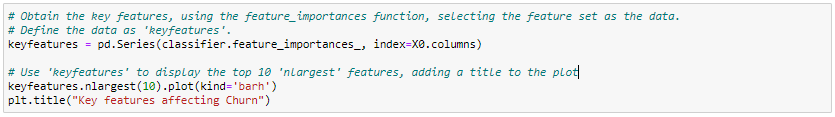 # Obtain the key features, using the feature_importances function, selecting the feature set as the data.
# Define the data as 'keyfeatures'.
keyfeatures = pd.Series(classifier.feature_importances_, index=X0.columns)
# Use 'keyfeatures' to display the top 10 'nlargest' features, adding a title to the plot
keyfeatures.nlargest(10).plot(kind='barh')
plt.title("Key features affecting Churn")